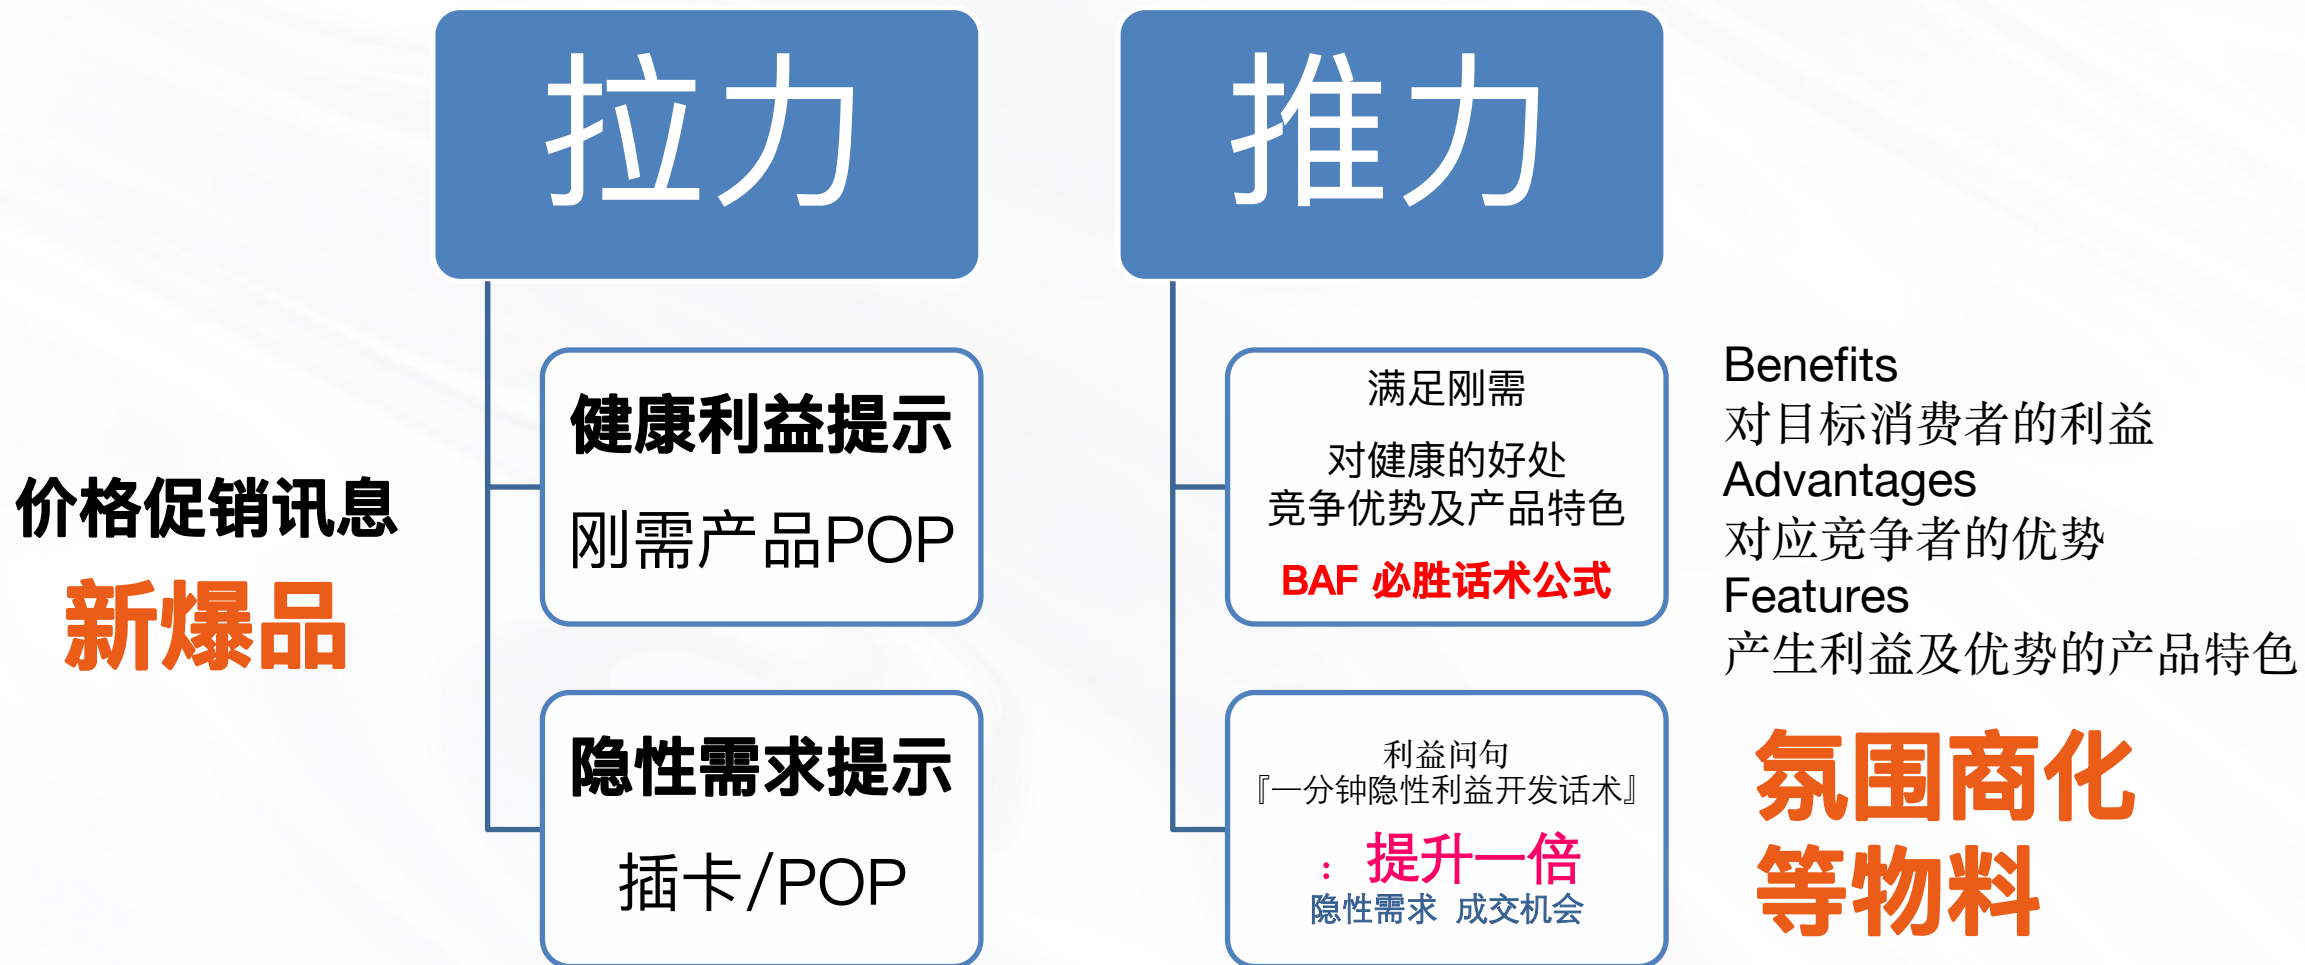 拉力
推力
价格促销讯息
新爆品
健康利益提示
刚需产品POP
隐性需求提示
插卡/POP
满足刚需
对健康的好处
竞争优势及产品特色
BAF 必胜话术公式
利益问句
『一分钟隐性利益开发话术』
： 提升一倍
隐性需求 成交机会
Benefits
对目标消费者的利益
Advantages
对应竞争者的优势
Features
产生利益及优势的产品特色
氛围商化
等物料